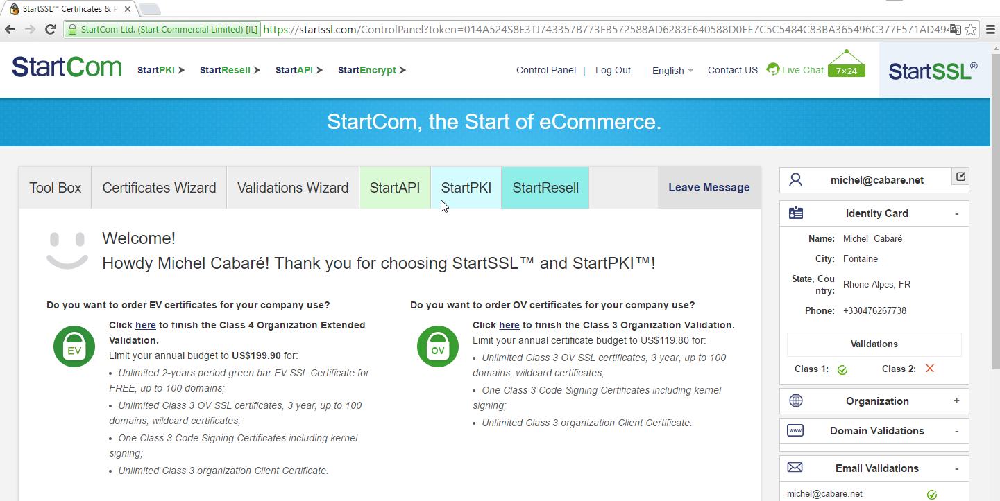 StartSSL™ Certificates & P
StartCom Ltd. (Start Commercial Limited) [IL] https://startssl.com/ControlPanel?token=014A524S8E3TJ743357B773FB572588AD6283E640588D0EE7C5C5484C83BA365496C377F571AD494
StartCom StartPKI StartResell StartAPI StartEncrypt Control Panel | Log Out English Contact US Live Chat 7×24 StartSSL®
StartCom, the Start of eCommerce.
Tool Box Certificates Wizard Validations Wizard StartAPI StartPKI StartResell Leave Message
Welcome!
Howdy Michel Cabaré! Thank you for choosing StartSSL™ and StartPKI™!
Do you want to order EV certificates for your company use?
EV
Click here to finish the Class 4 Organization Extended
Validation.
Limit your annual budget to US$199.90 for:
• Unlimited 2-years period green bar EV SSL Certificate for
FREE, up to 100 domains;
• Unlimited Class 3 OV SSL certificates, 3 year, up to 100
domains, wildcard certificates;
• One Class 3 Code Signing Certificates including kernel
signing;
• Unlimited Class 3 organization Client Certificate.
Do you want to order OV certificates for your company use?
OV
Click here to finish the Class 3 Organization Validation.
Limit your annual certificate budget to US$119.80 for:
• Unlimited Class 3 OV SSL certificates, 3 year, up to 100
domains, wildcard certificates;
• One Class 3 Code Signing Certificates including kernel
signing;
• Unlimited Class 3 organization Client Certificate.
michel@cabare.net
Identity Card -
Name: Michel Cabaré
City: Fontaine
State, Cou
ntry: Rhone-Alpes, FR
Phone: +330476267738
Validations
Class 1: Class 2:
Organization +
www Domain Validations -
Email Validations -
michel@cabare.net